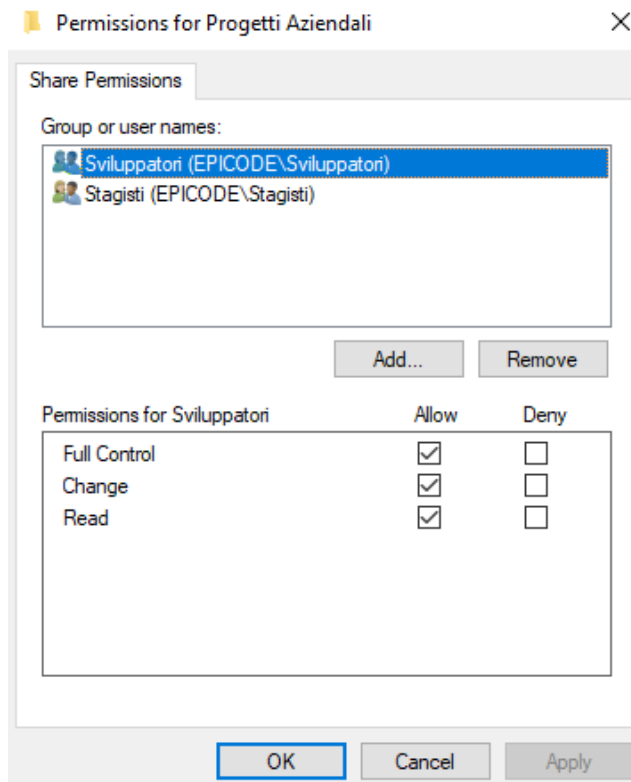 Permissions for Progetti Aziendali
Share Permissions
Group or user names:
Sviluppatori (EPICODE\Sviluppatori)
Stagisti (EPICODE\Stagisti)
Add... Remove
Permissions for Sviluppatori Allow Deny
Full Control
Change
Read
OK Cancel Apply